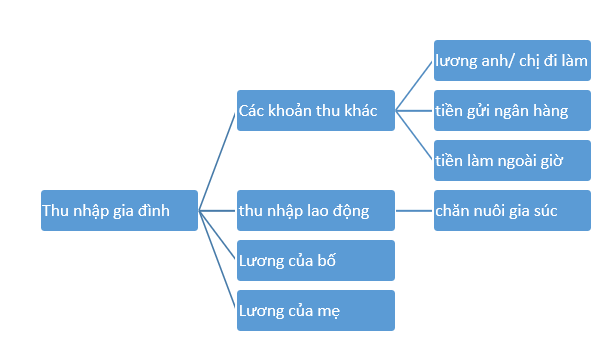 lương anh/ chị đi làm
Các khoản thu khác
tiền gửi ngân hàng
tiền làm ngoài giờ
Thu nhập gia đình
thu nhập lao động
chăn nuôi gia súc
Lương của bố
Lương của mẹ